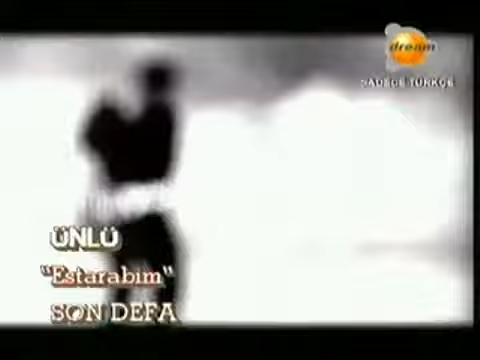 dream
SADECE TÜRKÇE
ÜNLÜ
"Estarabim"
SON DEFA